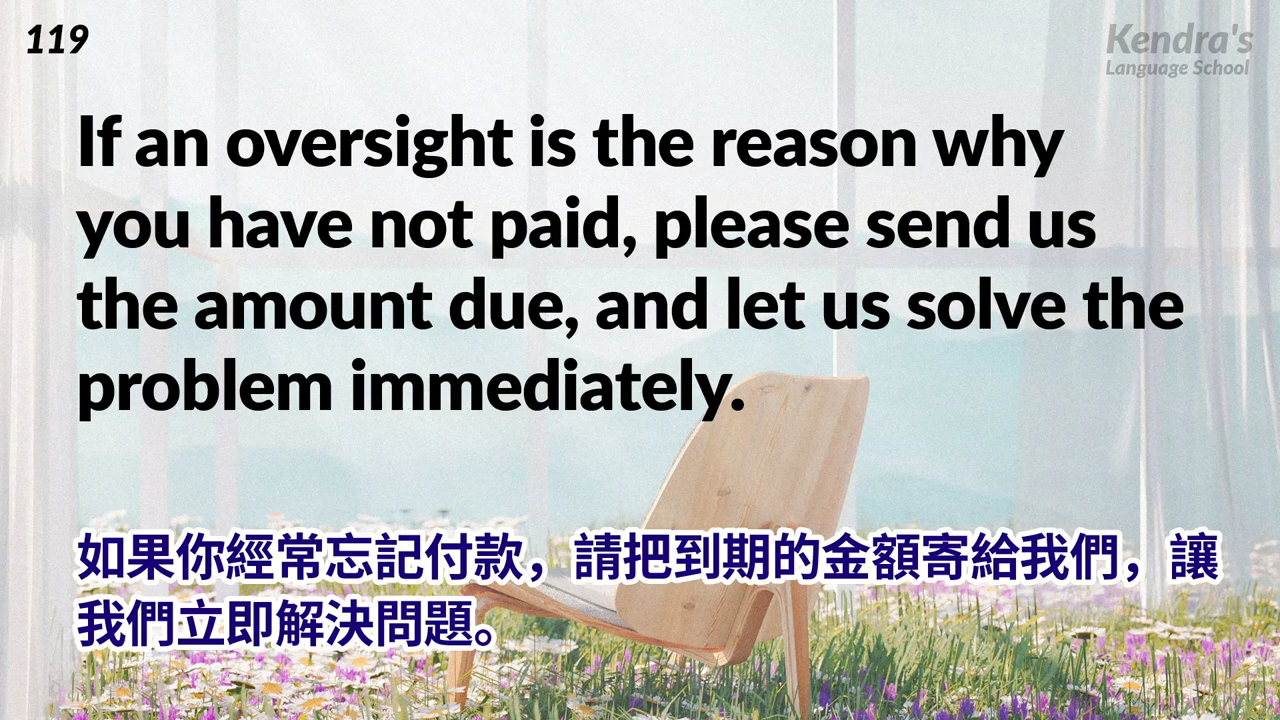 119
Kendra's
Language School
If an oversight is the reason why
you have not paid, please send us
the amount due, and let us solve the
problem immediately.
如果你經常忘記付款，請把到期的金額寄給我們，讓
我們立即解決問題。